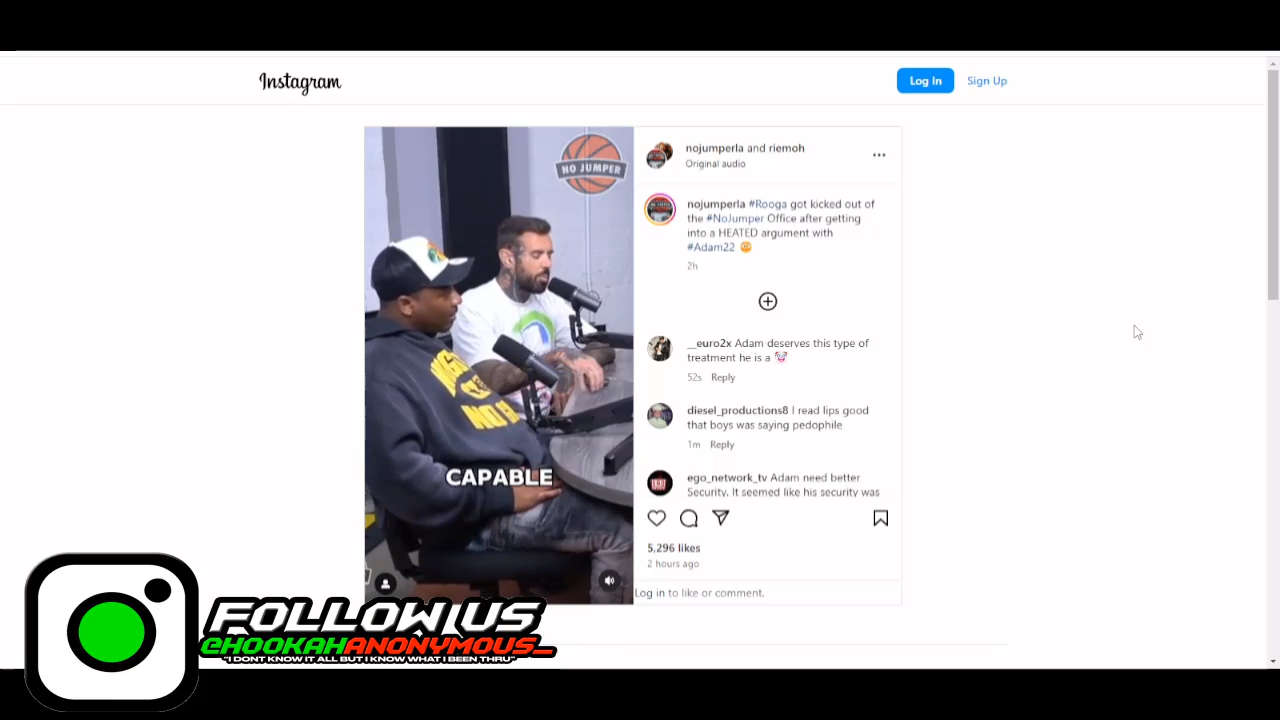 Instagram
Log In
Sign Up
NO JUMPER
nojumperla and riemoh
Original audio
nojumperla #Rooga got kicked out of
the #NoJumper Office after getting
into a HEATED argument with
#Adam22 😳
2h
__euro2x Adam deserves this type of
treatment he is a 🤡
52s Reply
diesel_productions8 I read lips good
that boys was saying pedophile
1m Reply
ego_network_tv Adam need better
Security. It seemed like his security was
CAPABLE
5,296 likes
2 hours ago
Log in to like or comment.
FOLLOW US
@HOOKAHANONYMOUS_
"I DONT KNOW IT ALL BUT I KNOW WHAT I BEEN THRU"